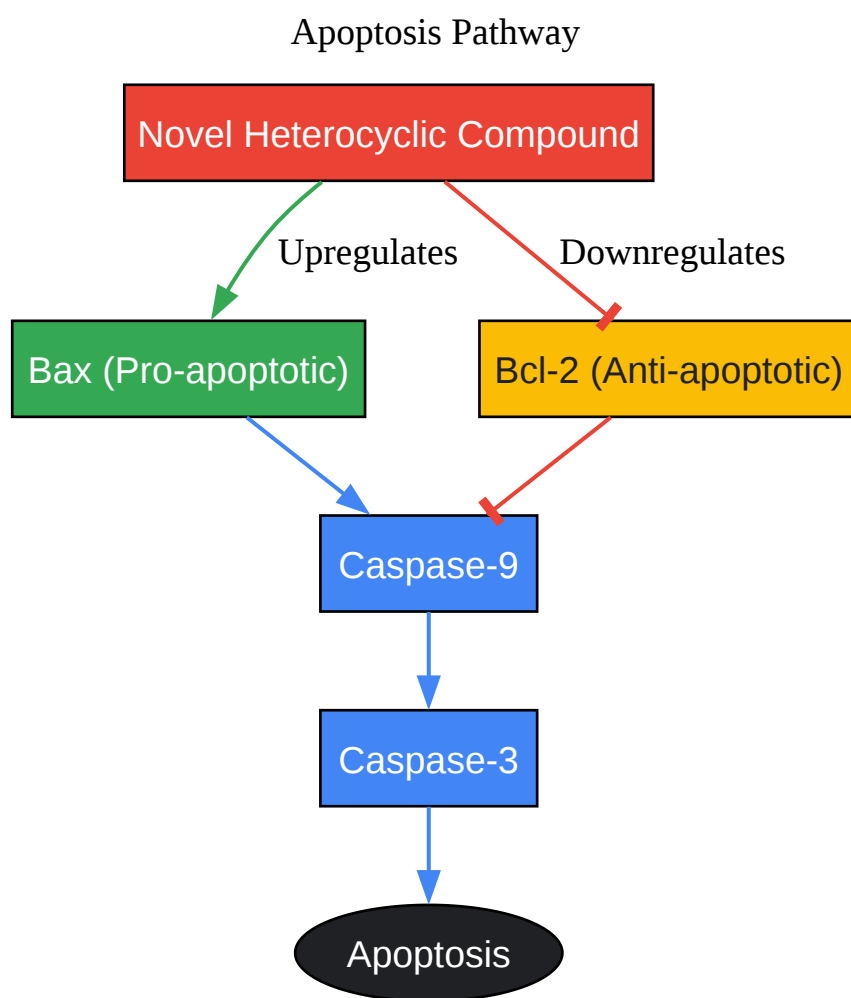 Apoptosis Pathway
Novel Heterocyclic Compound
Upregulates
Downregulates
Bax (Pro-apoptotic)
Bcl-2 (Anti-apoptotic)
Caspase-9
Caspase-3
Apoptosis